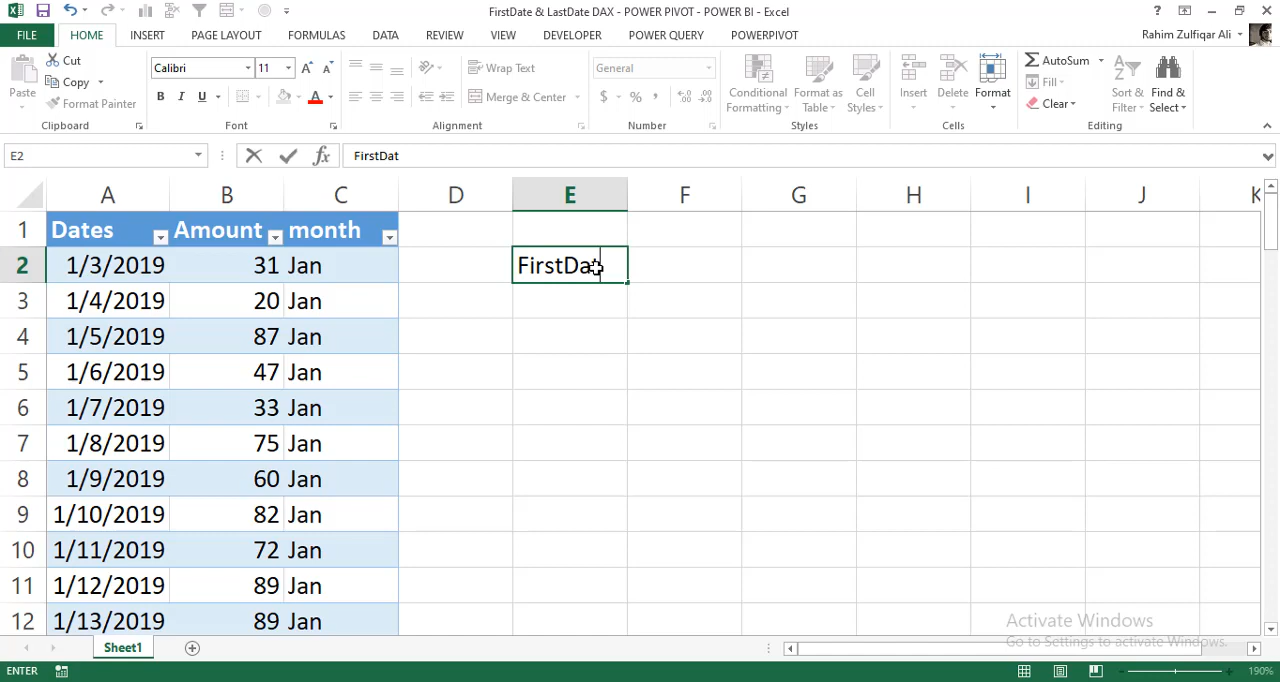 FirstDate & LastDate DAX - POWER PIVOT - POWER BI - Excel
FILE HOME INSERT PAGE LAYOUT FORMULAS DATA REVIEW VIEW DEVELOPER POWER QUERY POWERPIVOT Rahim Zulfiqar Ali
Paste Cut Copy Format Painter
Calibri 11
Wrap Text Merge & Center
General
Conditional Formatting Format as Table Cell Styles
Insert Delete Format
AutoSum Fill Clear Sort & Filter Find & Select
Clipboard Font Alignment Number Styles Cells Editing
E2 FirstDat
A B C D E F G H I J K
1 Dates Amount month
2 1/3/2019 31 Jan FirstDat
3 1/4/2019 20 Jan
4 1/5/2019 87 Jan
5 1/6/2019 47 Jan
6 1/7/2019 33 Jan
7 1/8/2019 75 Jan
8 1/9/2019 60 Jan
9 1/10/2019 82 Jan
10 1/11/2019 72 Jan
11 1/12/2019 89 Jan
12 1/13/2019 89 Jan
Activate Windows
Go to Settings to activate Windows.
Sheet1
ENTER 190%